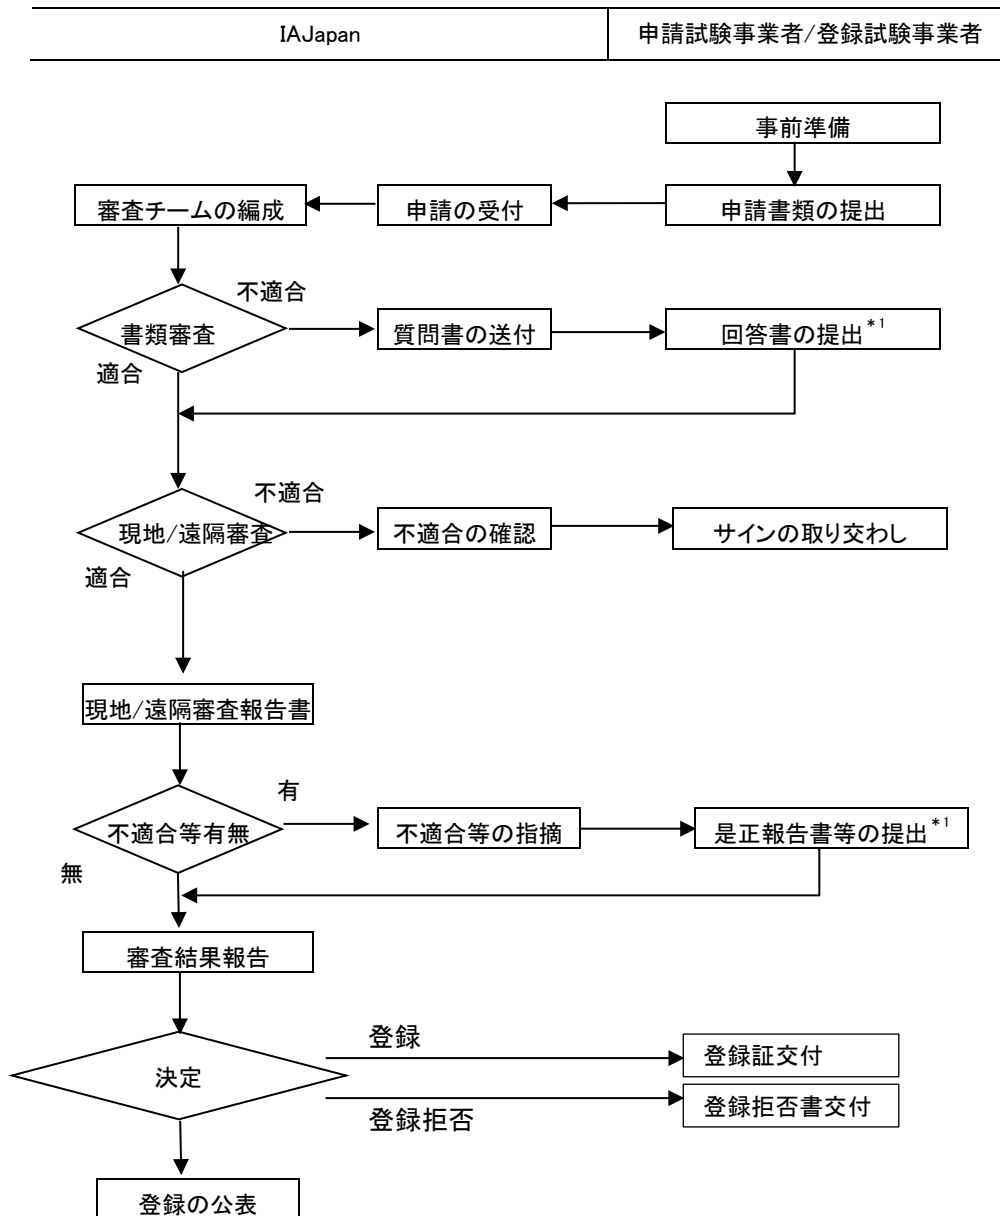 IAJapan
申請試験事業者/登録試験事業者
事前準備
審査チームの編成
申請の受付
申請書類の提出
不適合
書類審査
質問書の送付
回答書の提出*1
適合
不適合
現地/遠隔審査
不適合の確認
サインの取り交わし
適合
現地/遠隔審査報告書
有
不適合等有無
不適合等の指摘
是正報告書等の提出*1
無
審査結果報告
登録
登録証交付
決定
登録拒否書交付
登録拒否
登録の公表